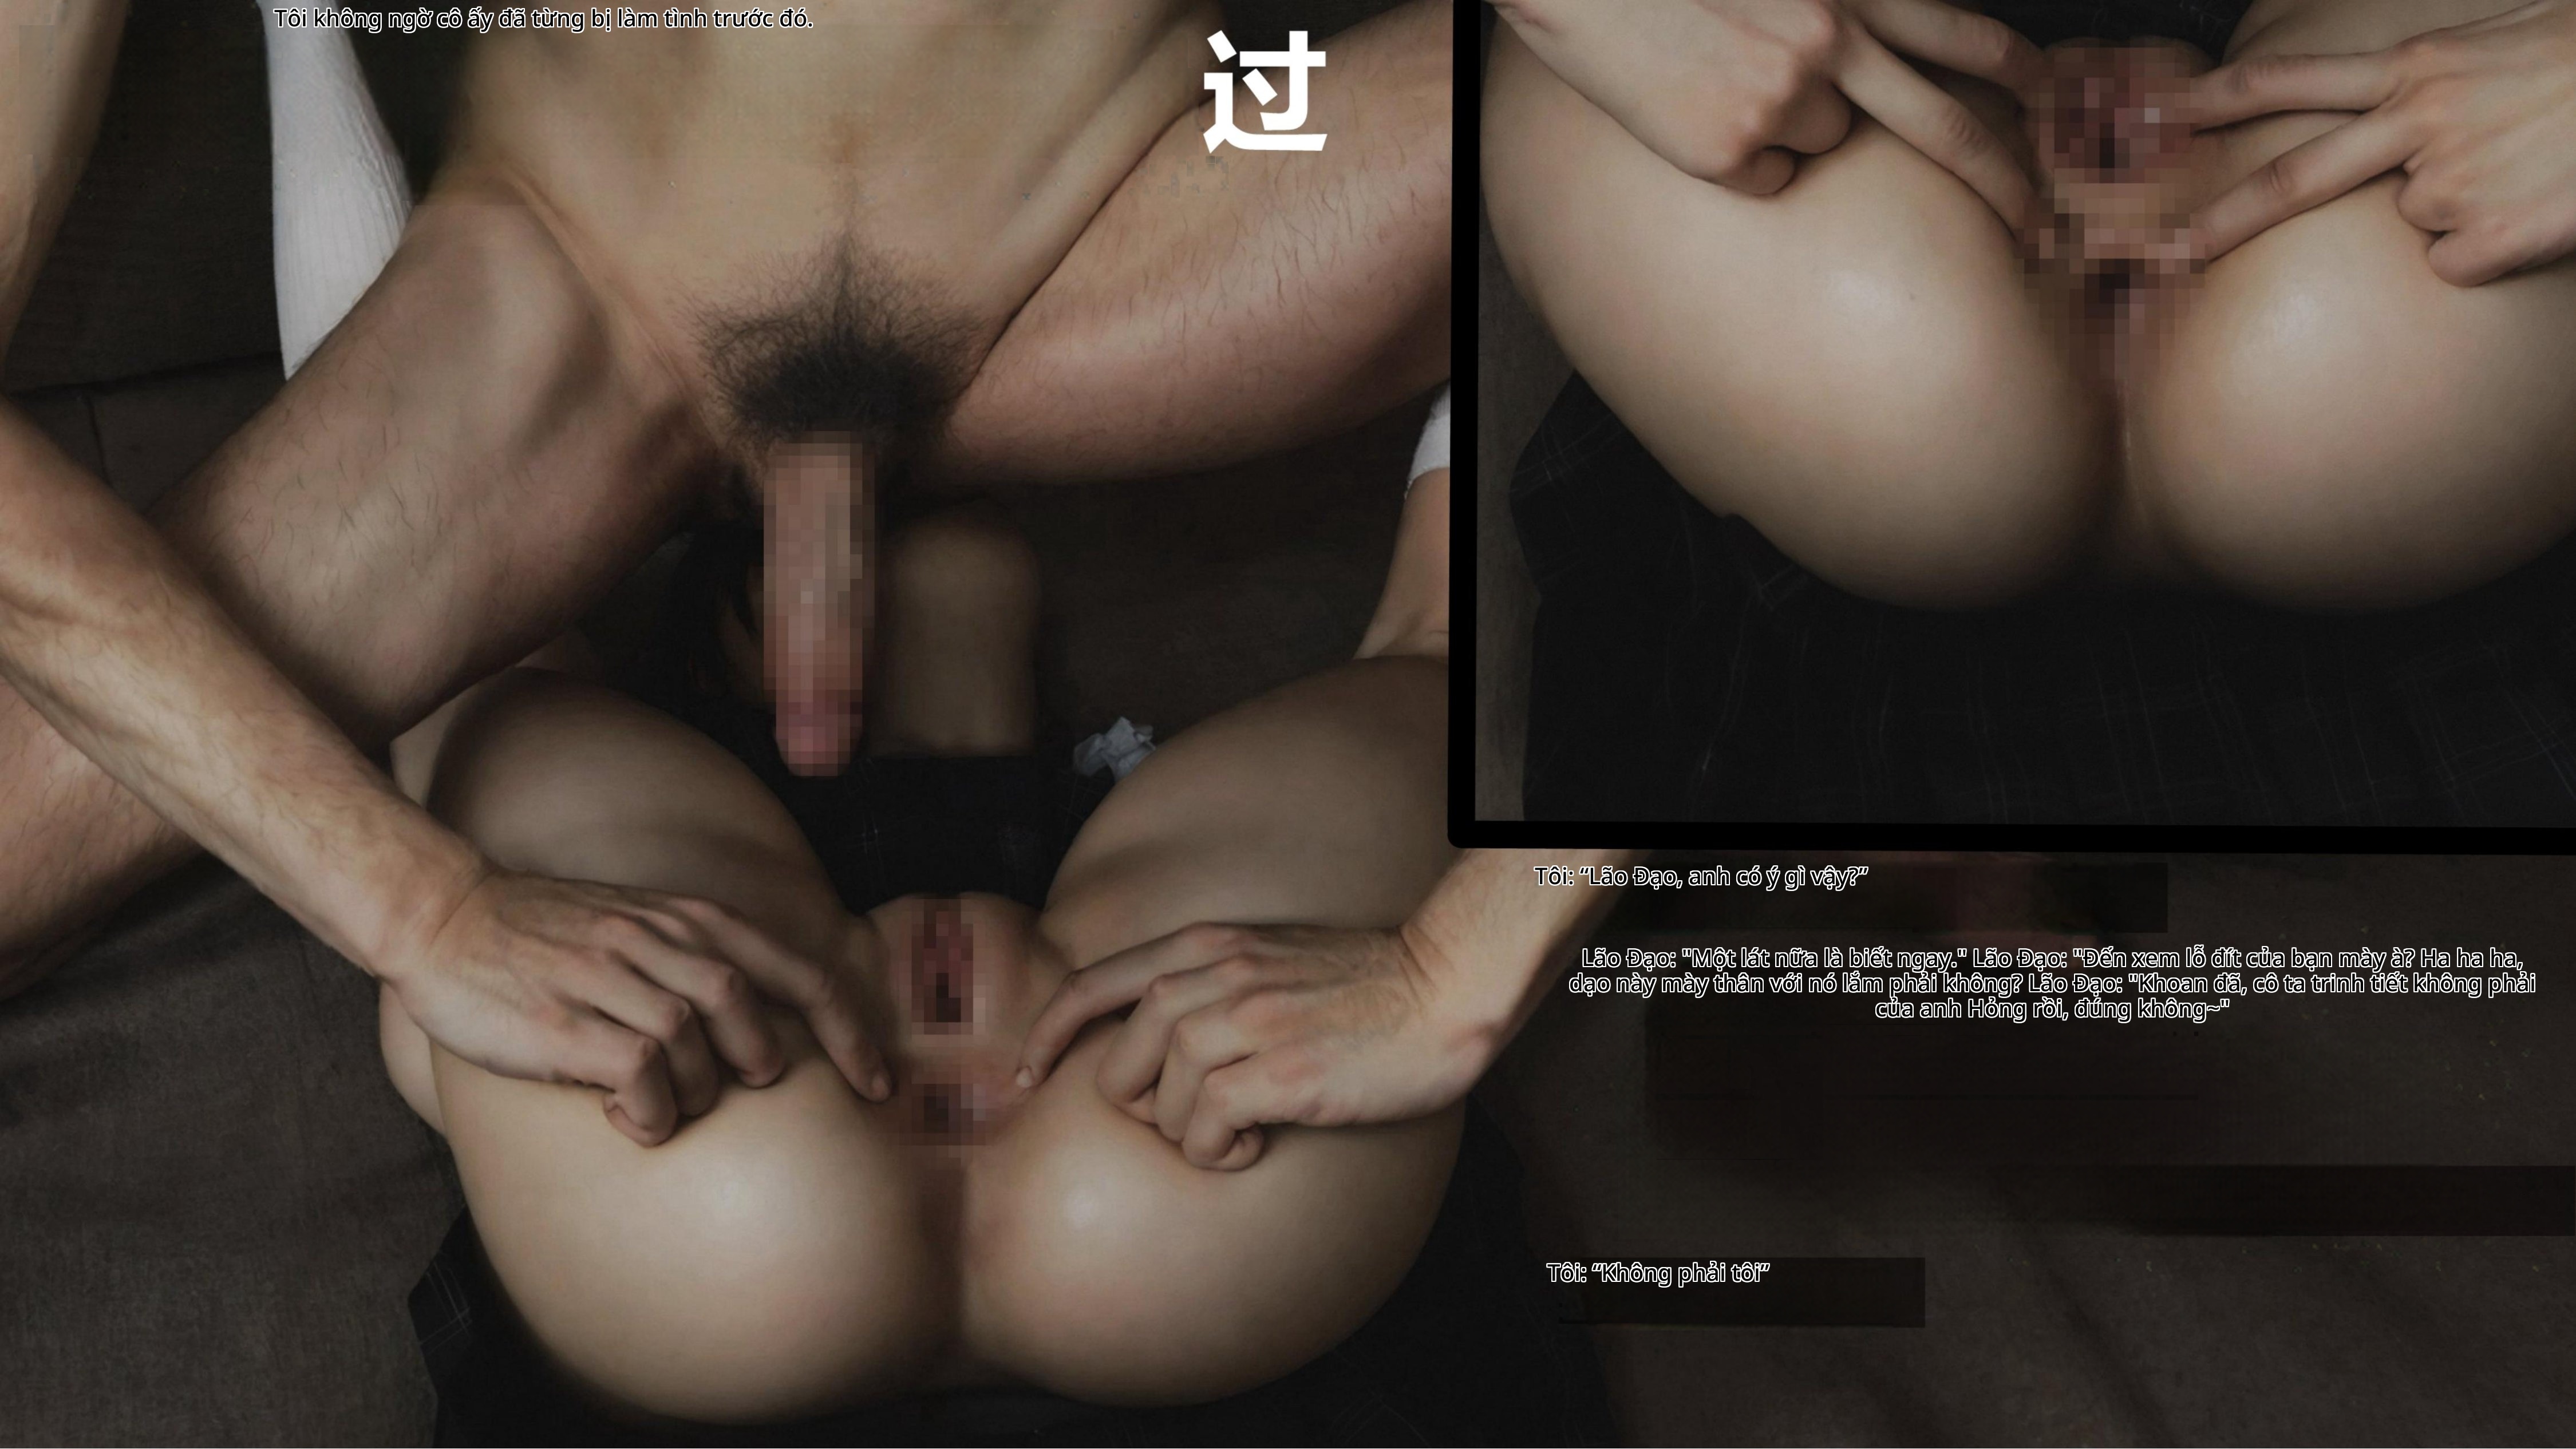 Tôi không ngờ cô ấy đã từng bị làm tình trước đó.
过
Tôi: “Lão Đạo, anh có ý gì vậy?”
Lão Đạo: "Một lát nữa là biết ngay." Lão Đạo: "Đến xem lỗ đít của bạn mày à? Ha ha ha,
dạo này mày thân với nó lắm phải không? Lão Đạo: "Khoan đã, cô ta trinh tiết không phải
của anh Hỏng rồi, đúng không~"
Tôi: “Không phải tôi”